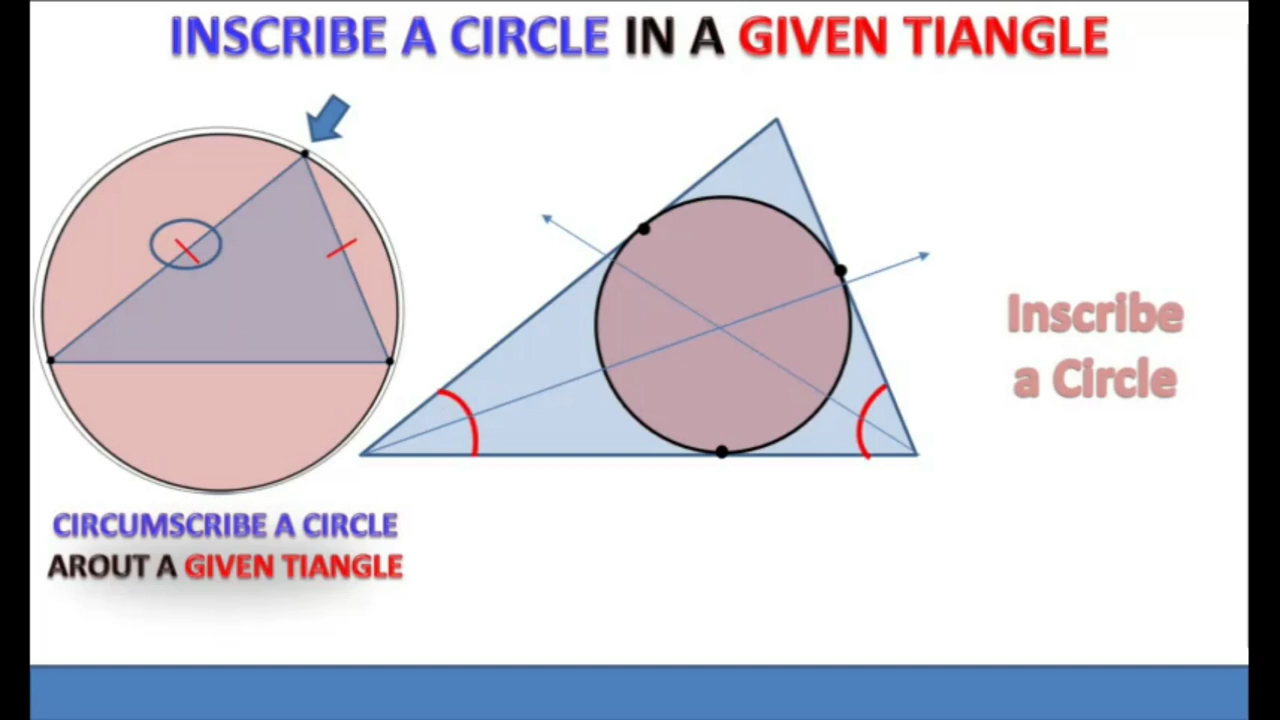 INSCRIBE A CIRCLE IN A GIVEN TIANGLE
Inscribe
a Circle
CIRCUMSCRIBE A CIRCLE
AROUT A GIVEN TIANGLE